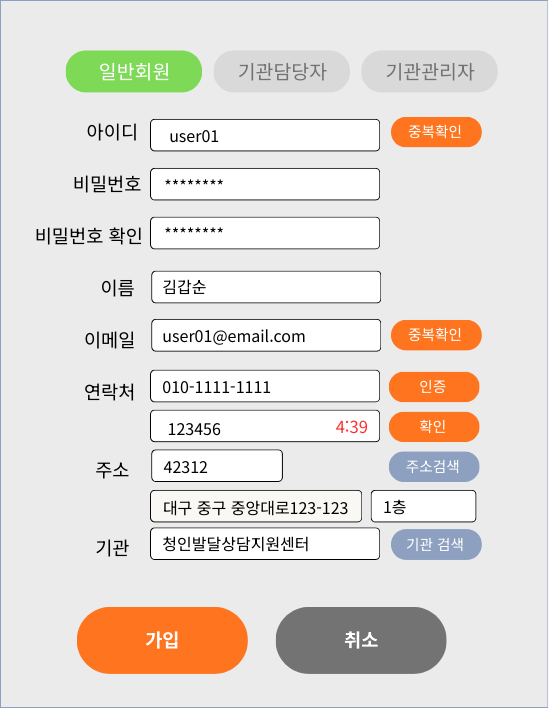 일반회원 기관담당자 기관관리자
아이디 user01 중복확인
비밀번호 ********
비밀번호 확인 ********
이름 김갑순
이메일 user01@email.com 중복확인
연락처 010-1111-1111 인증
123456 4:39 확인
주소 42312 주소검색
대구 중구 중앙대로123-123 1층
기관 청인발달상담지원센터 기관 검색
가입 취소